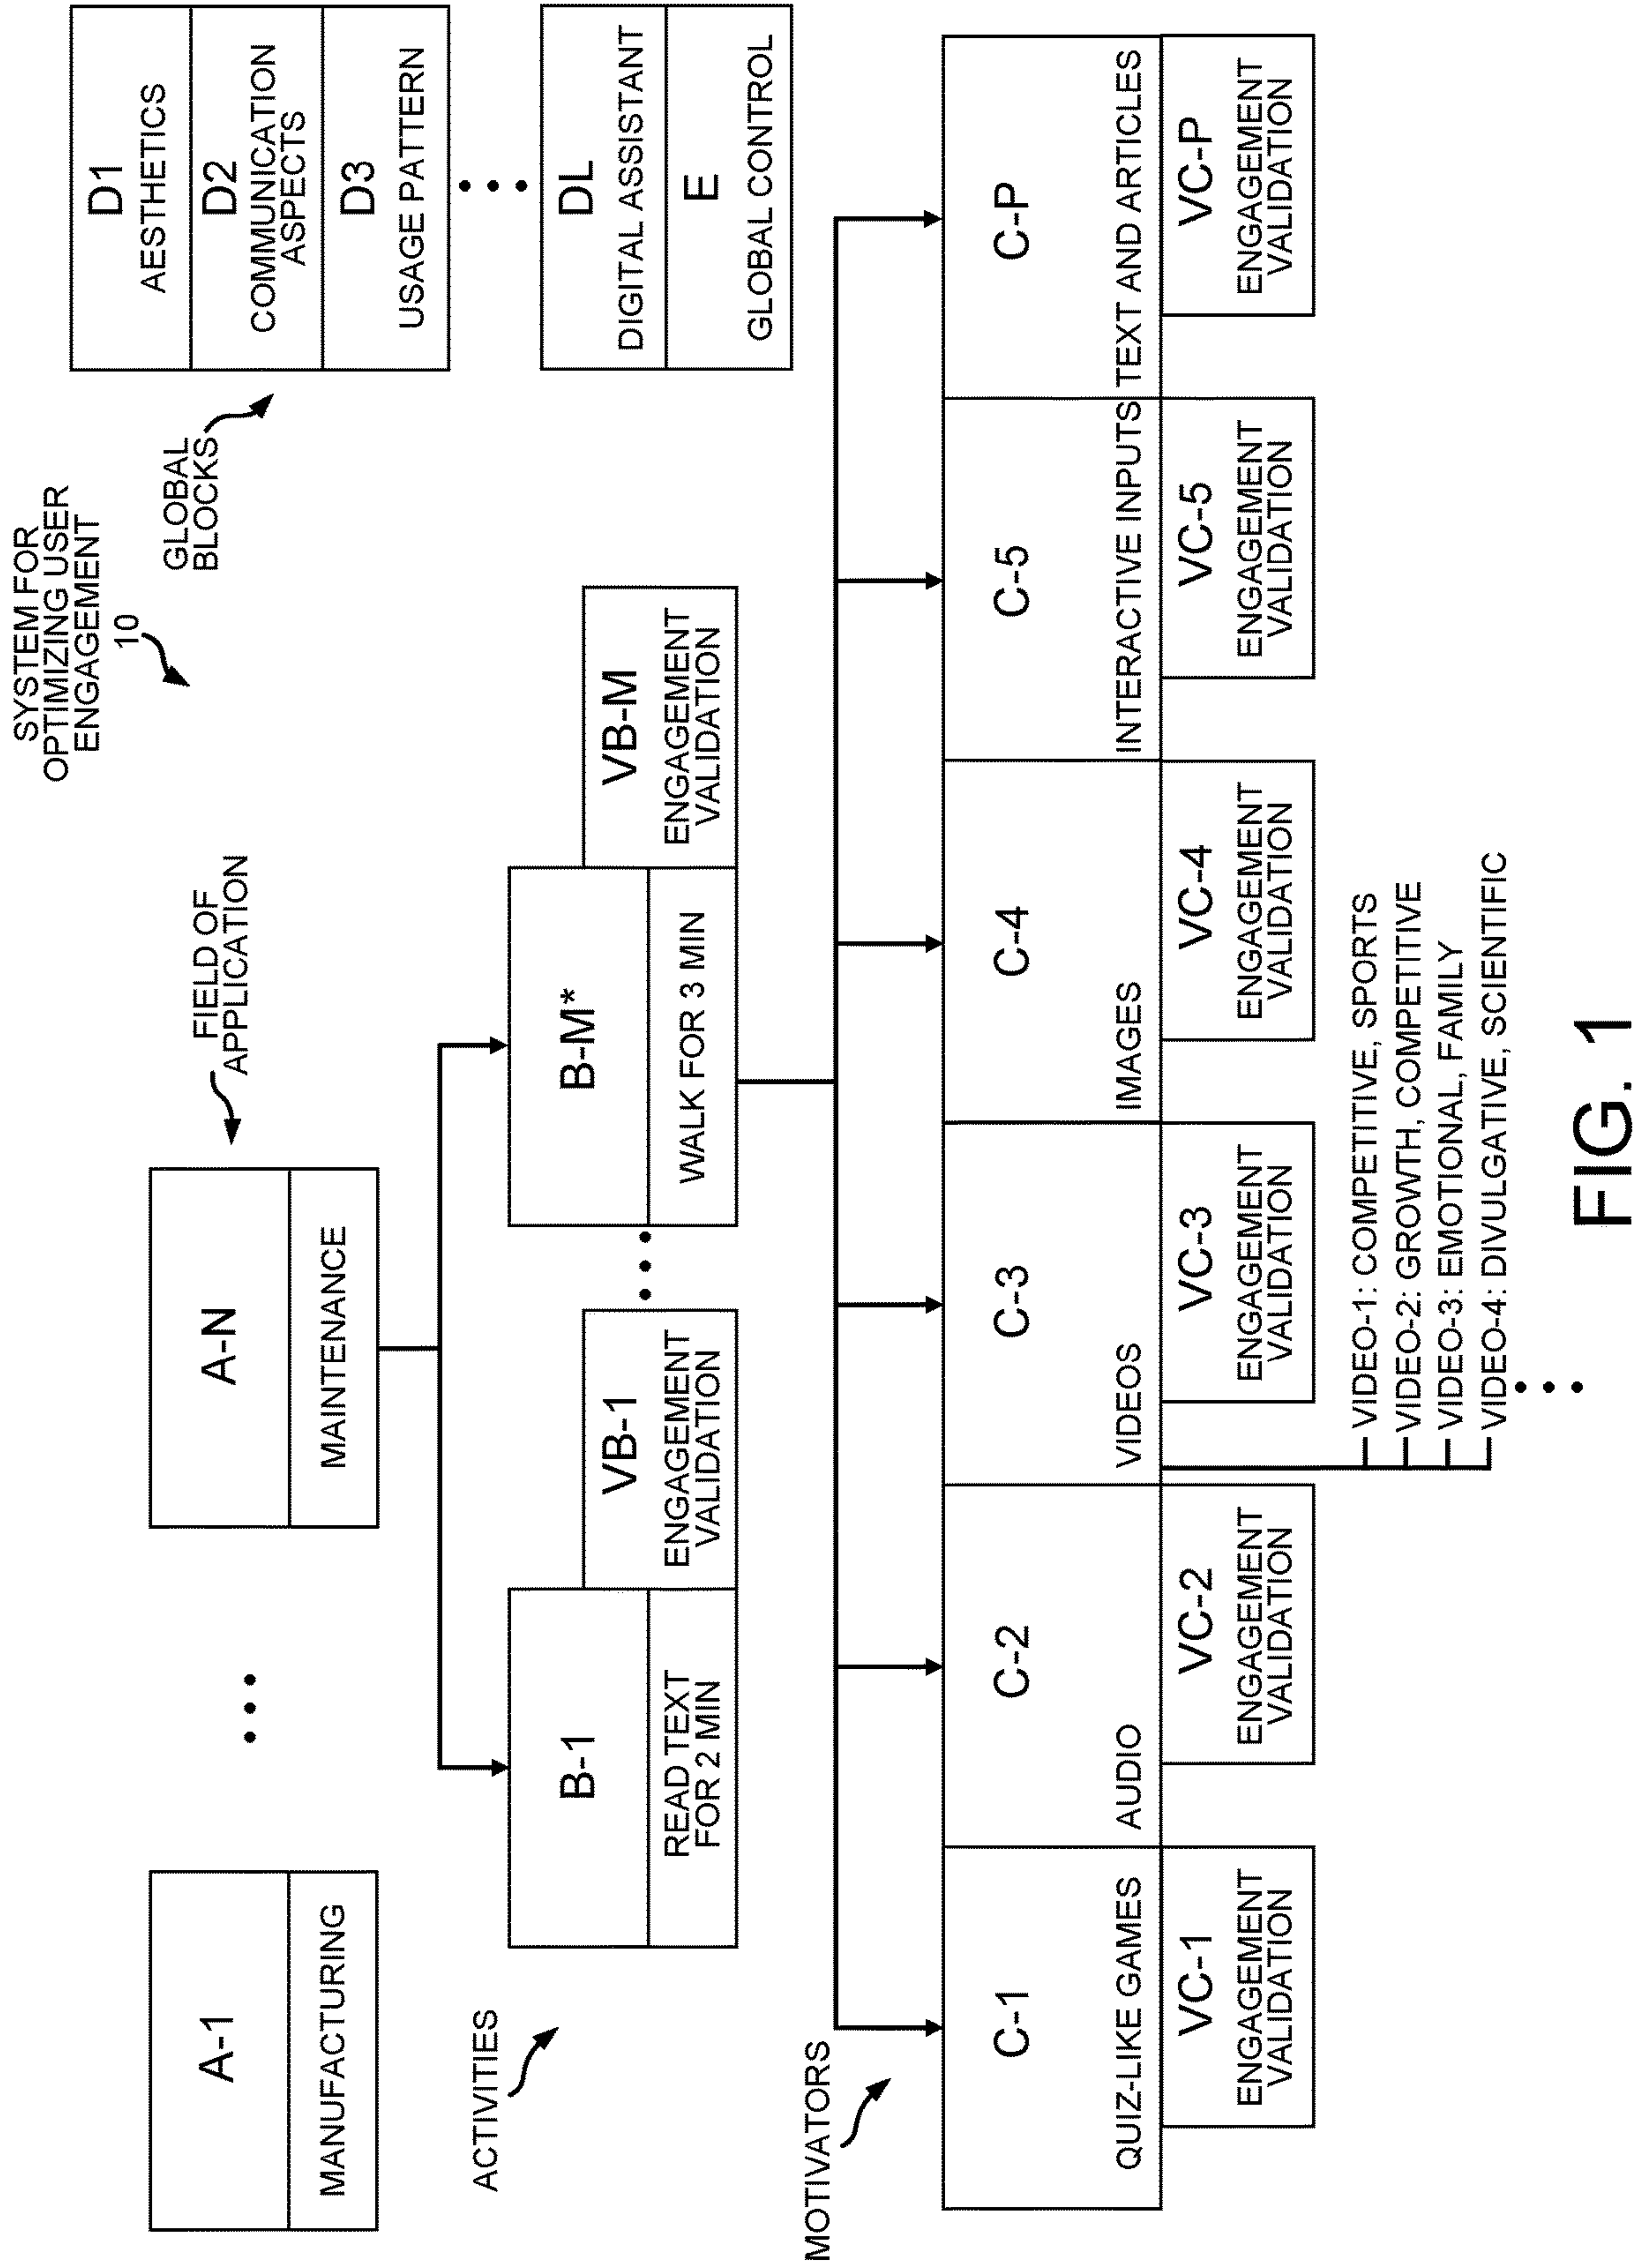 SYSTEM FOR
OPTIMIZING USER
ENGAGEMENT
10
FIELD OF
APPLICATION
GLOBAL
BLOCKS
D1
AESTHETICS
D2
COMMUNICATION
ASPECTS
D3
USAGE PATTERN
DL
DIGITAL ASSISTANT
E
GLOBAL CONTROL
A-1
MANUFACTURING
A-N
MAINTENANCE
ACTIVITIES
B-1
READ TEXT
FOR 2 MIN
VB-1
ENGAGEMENT
VALIDATION
B-M*
WALK FOR 3 MIN
VB-M
ENGAGEMENT
VALIDATION
MOTIVATORS
C-1
QUIZ-LIKE GAMES
VC-1
ENGAGEMENT
VALIDATION
C-2
AUDIO
VC-2
ENGAGEMENT
VALIDATION
C-3
VIDEOS
VC-3
ENGAGEMENT
VALIDATION
C-4
IMAGES
VC-4
ENGAGEMENT
VALIDATION
C-5
INTERACTIVE INPUTS
VC-5
ENGAGEMENT
VALIDATION
C-P
TEXT AND ARTICLES
VC-P
ENGAGEMENT
VALIDATION
VIDEO-1: COMPETITIVE, SPORTS
VIDEO-2: GROWTH, COMPETITIVE
VIDEO-3: EMOTIONAL, FAMILY
VIDEO-4: DIVULGATIVE, SCIENTIFIC
FIG. 1